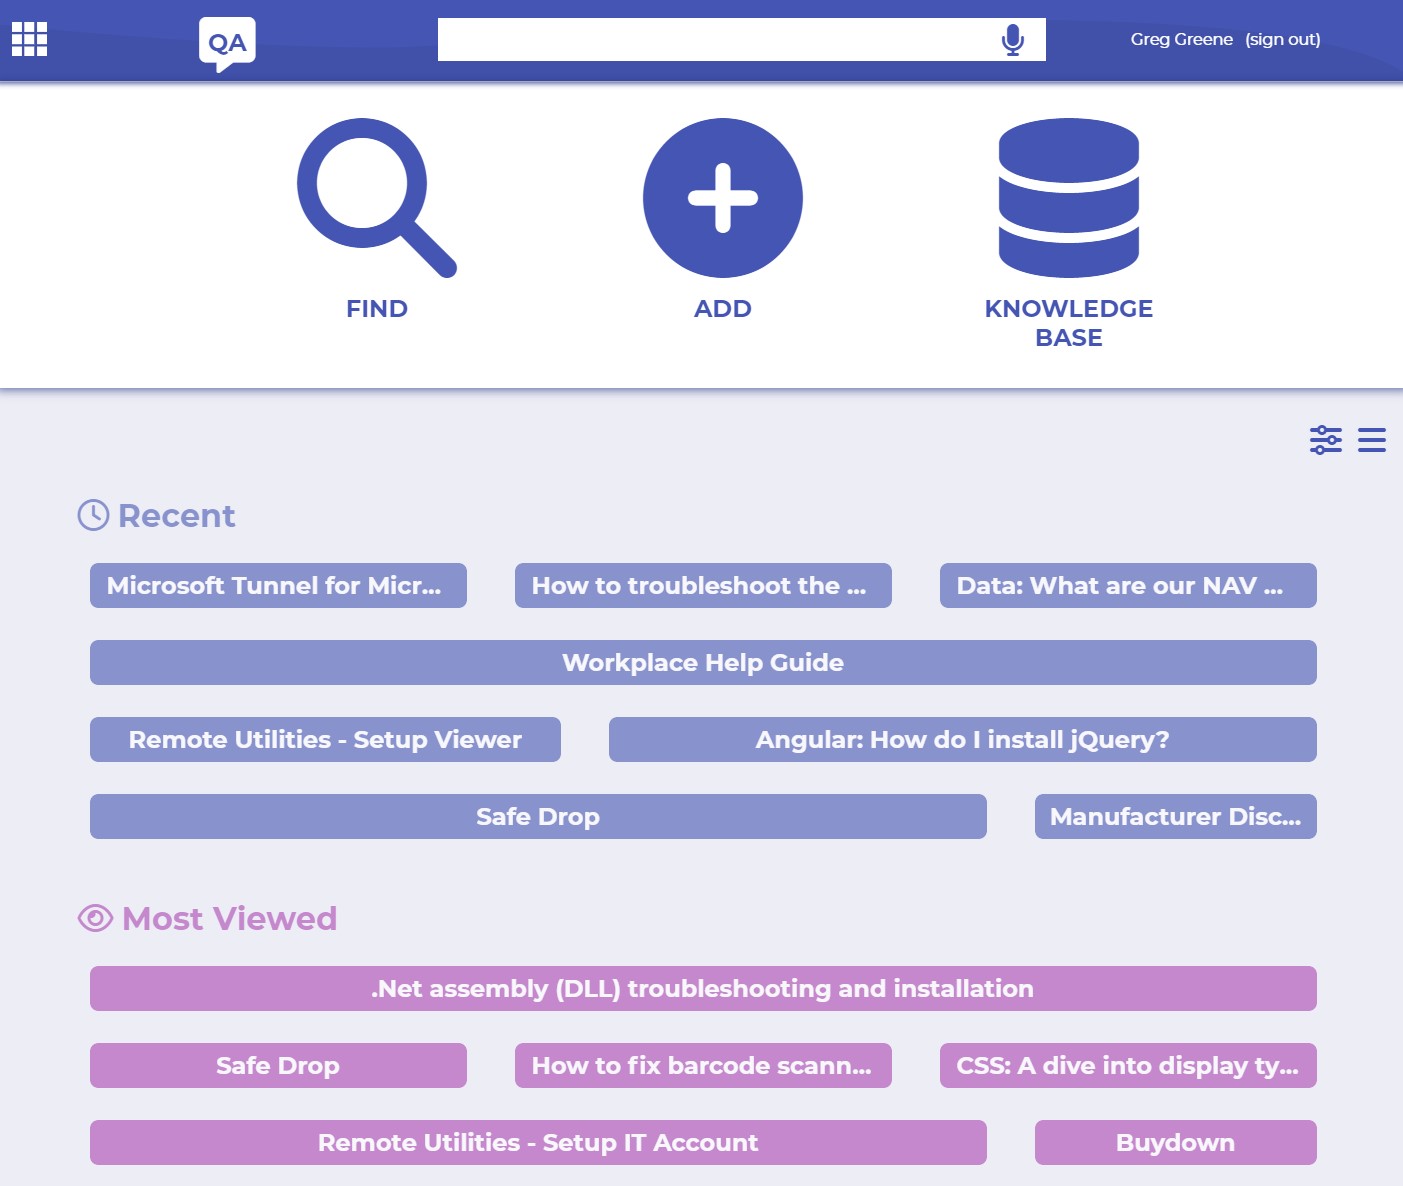 QA
Greg Greene (sign out)
FIND
ADD
KNOWLEDGE
BASE
Recent
Microsoft Tunnel for Micr...
How to troubleshoot the ...
Data: What are our NAV ...
Workplace Help Guide
Remote Utilities - Setup Viewer
Angular: How do I install jQuery?
Safe Drop
Manufacturer Disc...
Most Viewed
.Net assembly (DLL) troubleshooting and installation
Safe Drop
How to fix barcode scann...
CSS: A dive into display ty...
Remote Utilities - Setup IT Account
Buydown